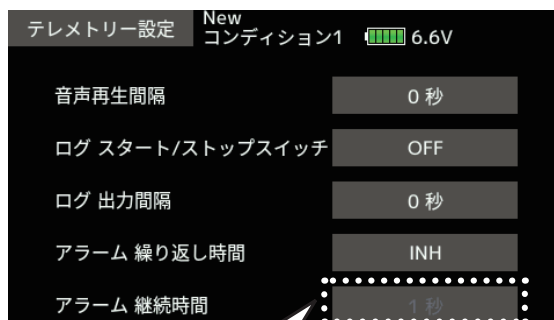 テレメトリー設定
New
コンディション1 6.6V
音声再生間隔 0 秒
ログ スタート/ストップスイッチ OFF
ログ 出力間隔 0 秒
アラーム 繰り返し時間 INH
アラーム 継続時間 1 秒